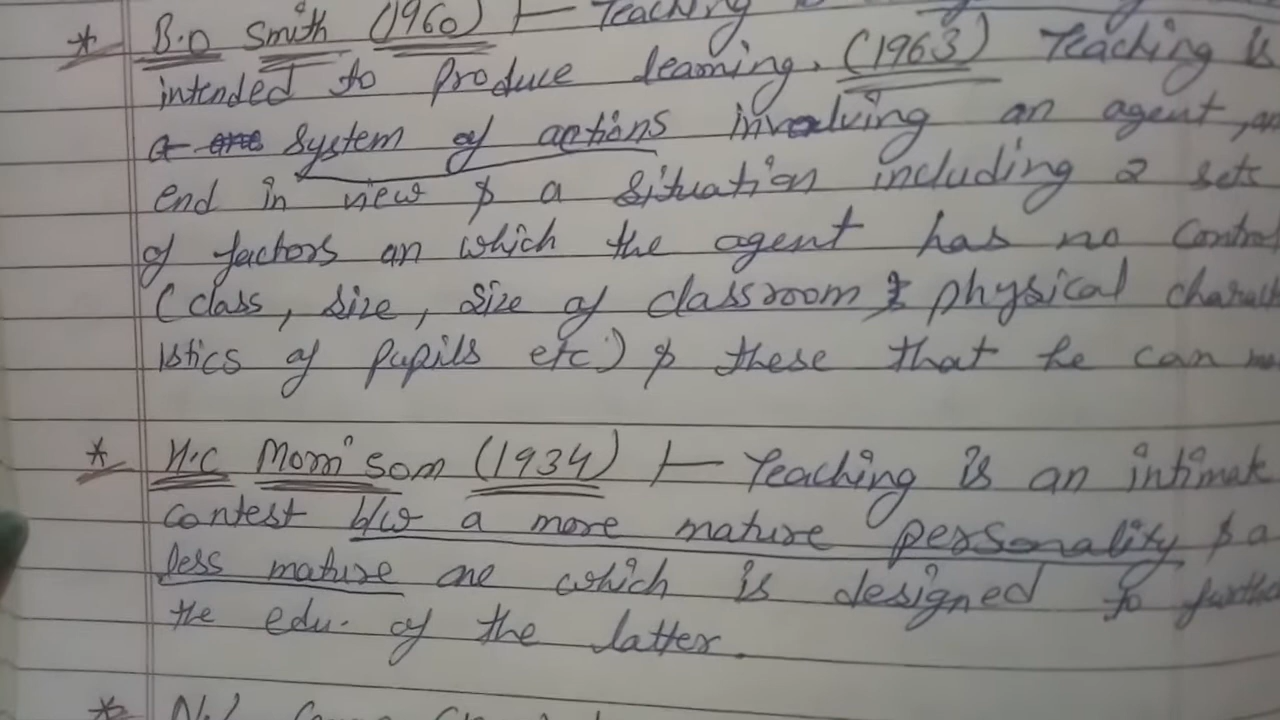 * B.O Smith (1960) :- Teaching
intended to produce learning. (1963) Teaching is
a system of actions involving an agent, an
end in view & a situation including 2 sets
of factors on which the agent has no control
(class, size, size of classroom & physical charact
istics of pupils etc.) & these that he can
* H.C Morrison (1934) :- Teaching is an intimate
contest b/w a more mature personality & a
less mature one which is designed to further
the edu. of the latter.